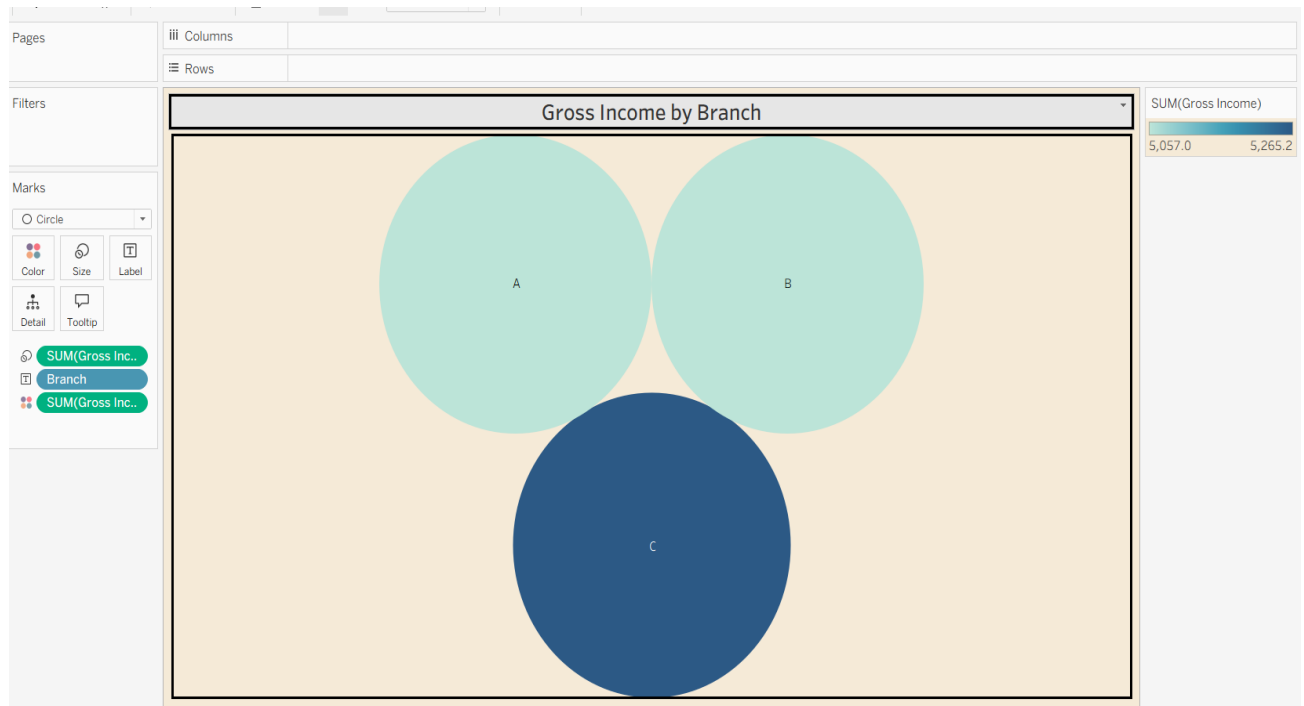 Pages
Columns
Rows
Filters
Gross Income by Branch
SUM(Gross Income)
5,057.0 5,265.2
Marks
Circle
Color Size Label
Detail Tooltip
SUM(Gross Inc..
Branch
SUM(Gross Inc..
A
B
C